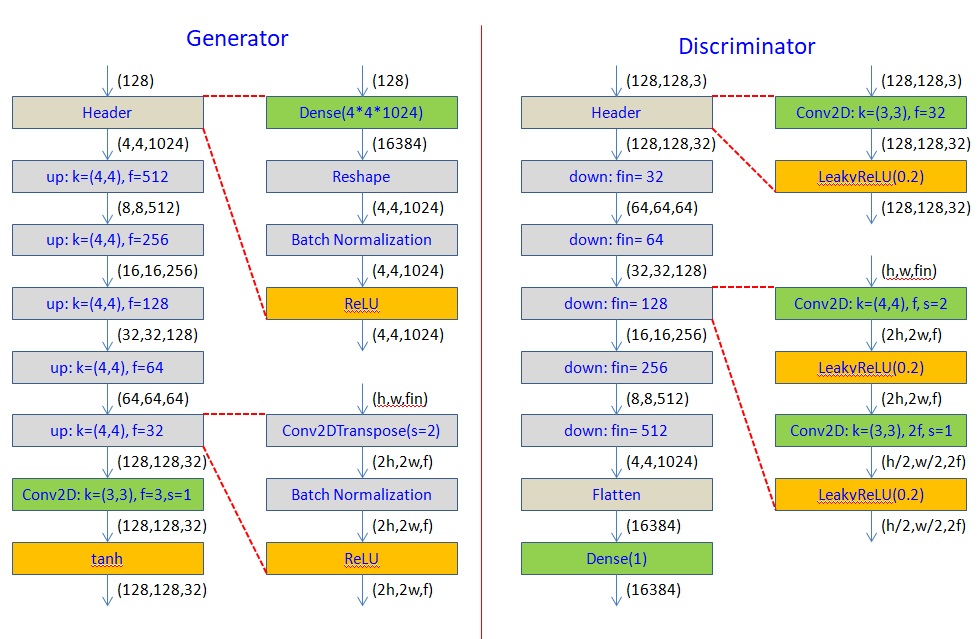 Generator
(128)
Header
(4,4,1024)
up: k=(4,4), f=512
(8,8,512)
up: k=(4,4), f=256
(16,16,256)
up: k=(4,4), f=128
(32,32,128)
up: k=(4,4), f=64
(64,64,64)
up: k=(4,4), f=32
(128,128,32)
Conv2D: k=(3,3), f=3,s=1
(128,128,32)
tanh
(128,128,32)
(128)
Dense(4*4*1024)
(16384)
Reshape
(4,4,1024)
Batch Normalization
(4,4,1024)
ReLU
(4,4,1024)
(h,w,fin)
Conv2DTranspose(s=2)
(2h,2w,f)
Batch Normalization
(2h,2w,f)
ReLU
(2h,2w,f)
Discriminator
(128,128,3)
Header
(128,128,32)
down: fin= 32
(64,64,64)
down: fin= 64
(32,32,128)
down: fin= 128
(16,16,256)
down: fin= 256
(8,8,512)
down: fin= 512
(4,4,1024)
Flatten
(16384)
Dense(1)
(16384)
(128,128,3)
Conv2D: k=(3,3), f=32
(128,128,32)
LeakyReLU(0.2)
(128,128,32)
(h,w,fin)
Conv2D: k=(4,4), f, s=2
(2h,2w,f)
LeakyReLU(0.2)
(2h,2w,f)
Conv2D: k=(3,3), 2f, s=1
(h/2,w/2,2f)
LeakyReLU(0.2)
(h/2,w/2,2f)